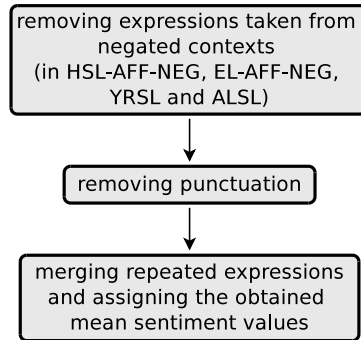 removing expressions taken from
negated contexts
(in HSL-AFF-NEG, EL-AFF-NEG,
YRSL and ALSL)
removing punctuation
merging repeated expressions
and assigning the obtained
mean sentiment values